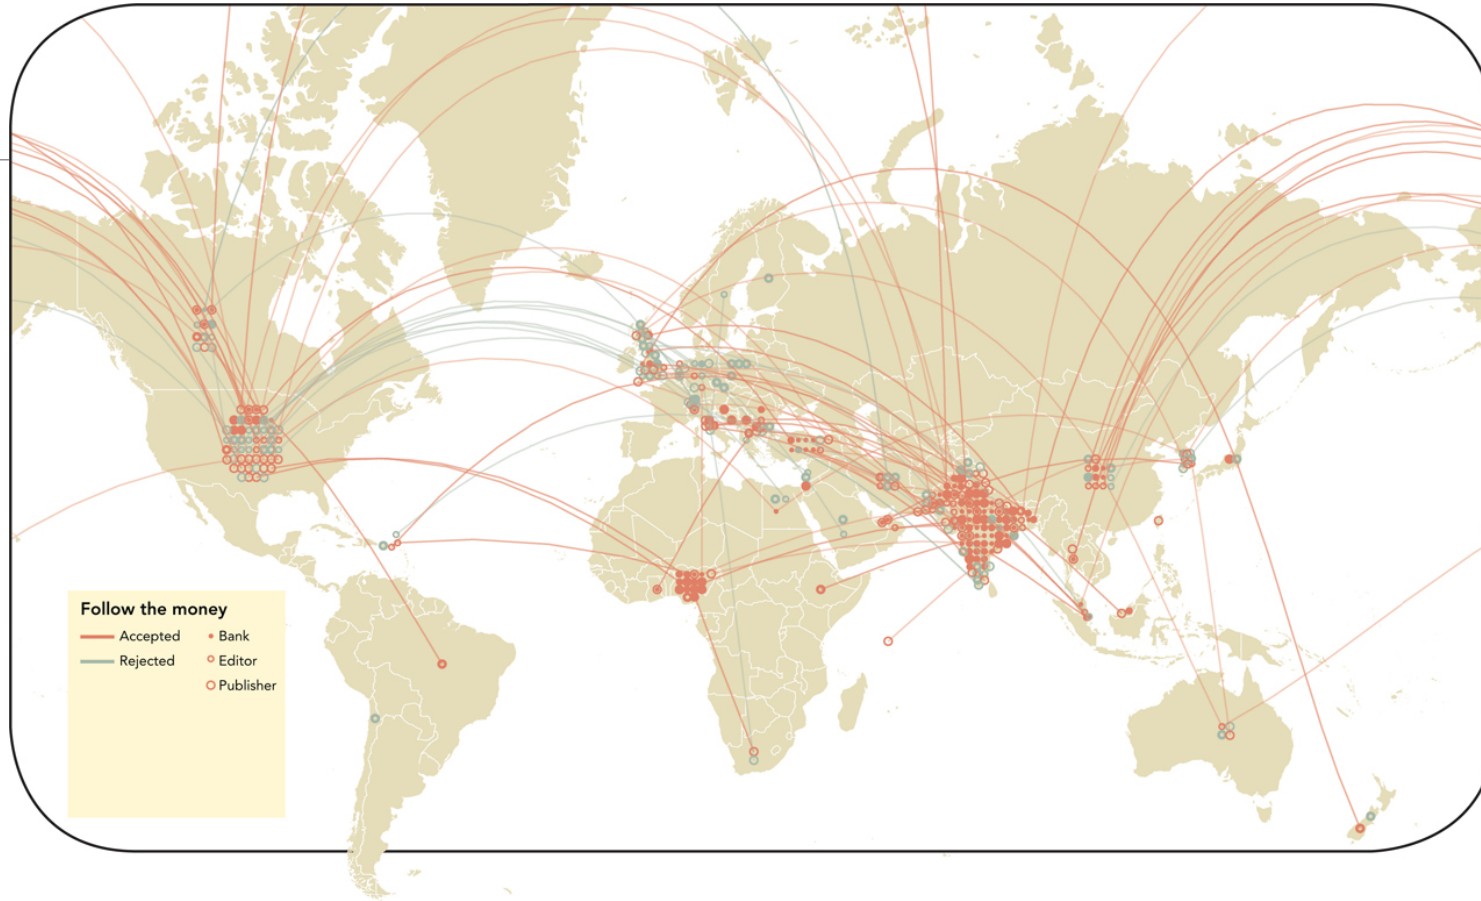 Follow the money
Accepted
Bank
Rejected
Editor
Publisher